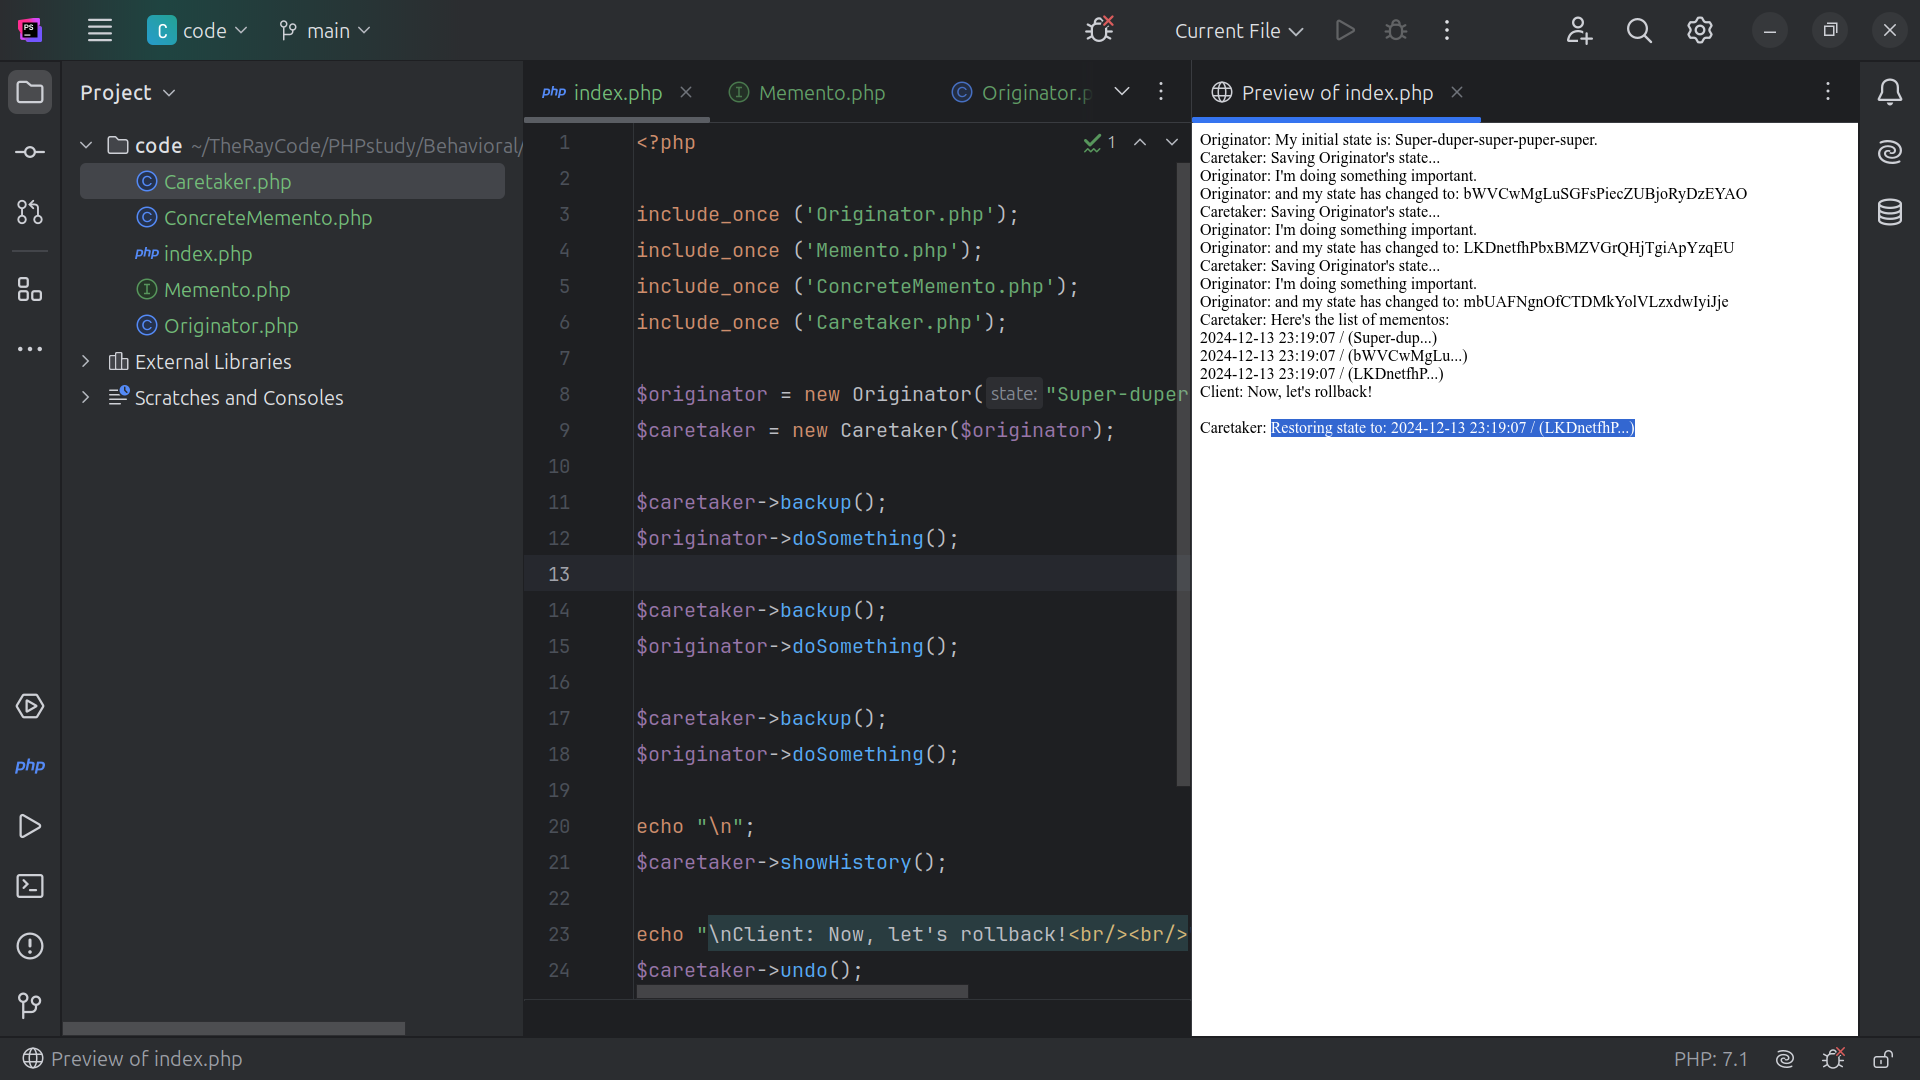 PS
C code
main
Current File
Project
code ~/TheRayCode/PHPstudy/Behavioral/
Caretaker.php
ConcreteMemento.php
php index.php
Memento.php
Originator.php
External Libraries
Scratches and Consoles
php
php index.php
Memento.php
Originator.p
1
1 <?php
2
3 include_once ('Originator.php');
4 include_once ('Memento.php');
5 include_once ('ConcreteMemento.php');
6 include_once ('Caretaker.php');
7
8 $originator = new Originator( state: "Super-duper
9 $caretaker = new Caretaker($originator);
10
11 $caretaker->backup();
12 $originator->doSomething();
13
14 $caretaker->backup();
15 $originator->doSomething();
16
17 $caretaker->backup();
18 $originator->doSomething();
19
20 echo "\n";
21 $caretaker->showHistory();
22
23 echo "\nClient: Now, let's rollback!<br/><br/>
24 $caretaker->undo();
Preview of index.php
Originator: My initial state is: Super-duper-super-puper-super.
Caretaker: Saving Originator's state...
Originator: I'm doing something important.
Originator: and my state has changed to: bWVCwMgLuSGFsPiecZUBjoRyDzEYAO
Caretaker: Saving Originator's state...
Originator: I'm doing something important.
Originator: and my state has changed to: LKDnetfhPbxBMZVGrQHjTgiApYzqEU
Caretaker: Saving Originator's state...
Originator: I'm doing something important.
Originator: and my state has changed to: mbUAFNgnOfCTDMkYolVLzxdwIyiJje
Caretaker: Here's the list of mementos:
2024-12-13 23:19:07 / (Super-dup...)
2024-12-13 23:19:07 / (bWVCwMgLu...)
2024-12-13 23:19:07 / (LKDnetfhP...)
Client: Now, let's rollback!
Caretaker: Restoring state to: 2024-12-13 23:19:07 / (LKDnetfhP...)
Preview of index.php
PHP: 7.1